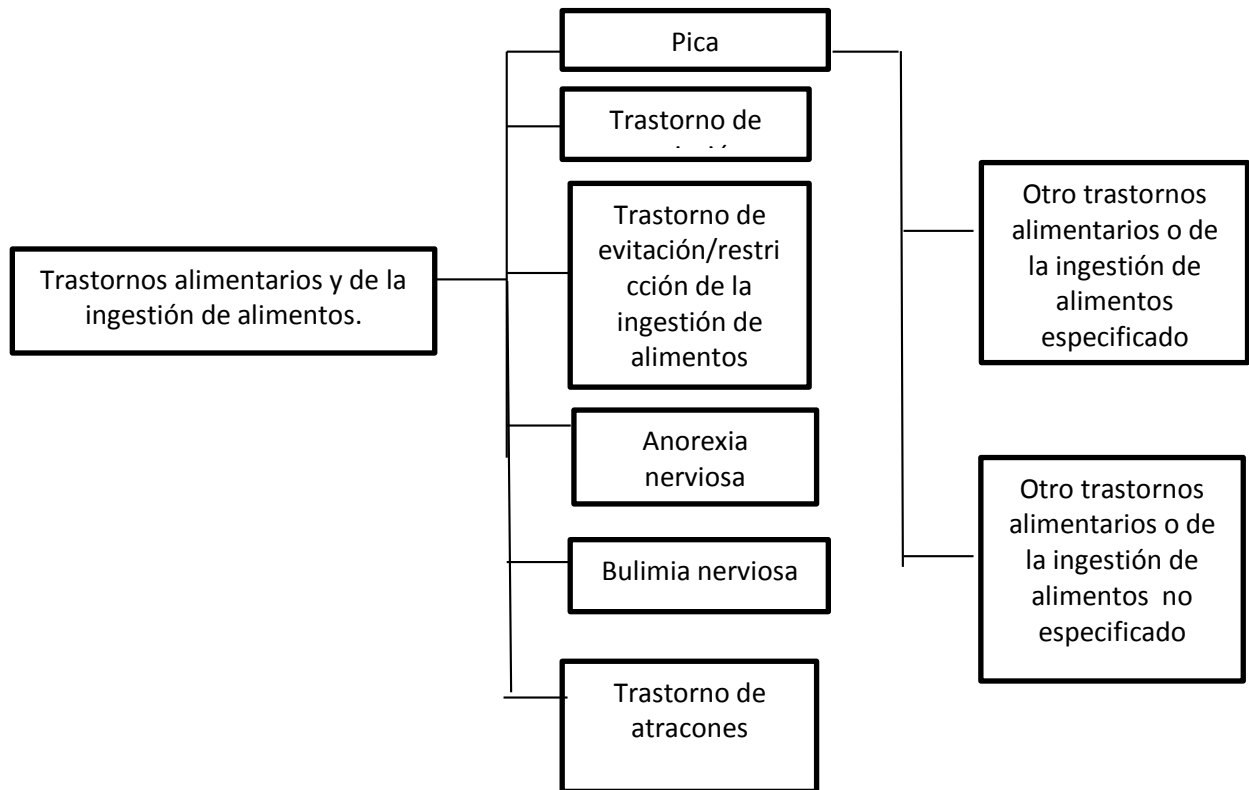 Pica
Trastorno de
Trastorno de
evitación/restri
cción de la
ingestión de
alimentos
Anorexia
nerviosa
Bulimia nerviosa
Trastorno de
atracones
Trastornos alimentarios y de la
ingestión de alimentos.
Otro trastornos
alimentarios o de
la ingestión de
alimentos
especificado
Otro trastornos
alimentarios o de
la ingestión de
alimentos no
especificado